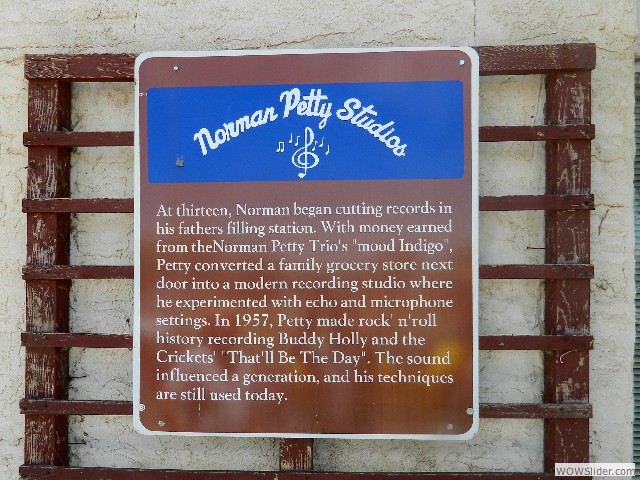 Norman Petty Studios
At thirteen, Norman began cutting records in
his fathers filling station. With money earned
from theNorman Petty Trio's "mood Indigo",
Petty converted a family grocery store next
door into a modern recording studio where
he experimented with echo and microphone
settings. In 1957, Petty made rock' n'roll
history recording Buddy Holly and the
Crickets' "That'll Be The Day". The sound
influenced a generation, and his techniques
are still used today.
WOWSlider.com